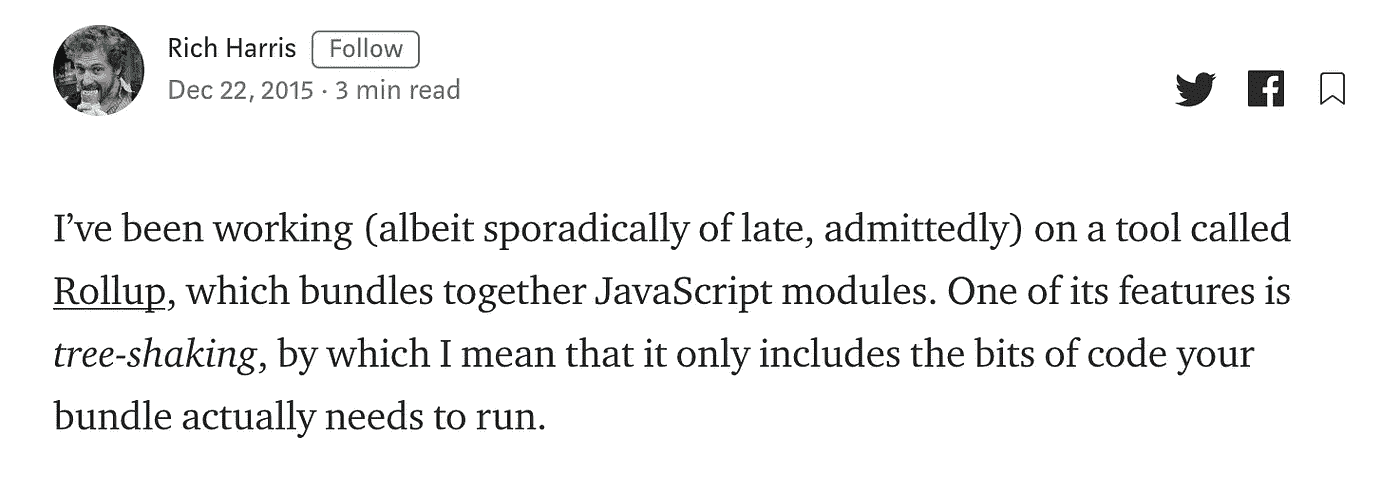 Rich Harris Follow
Dec 22, 2015 · 3 min read
I’ve been working (albeit sporadically of late, admittedly) on a tool called
Rollup, which bundles together JavaScript modules. One of its features is
tree-shaking, by which I mean that it only includes the bits of code your
bundle actually needs to run.